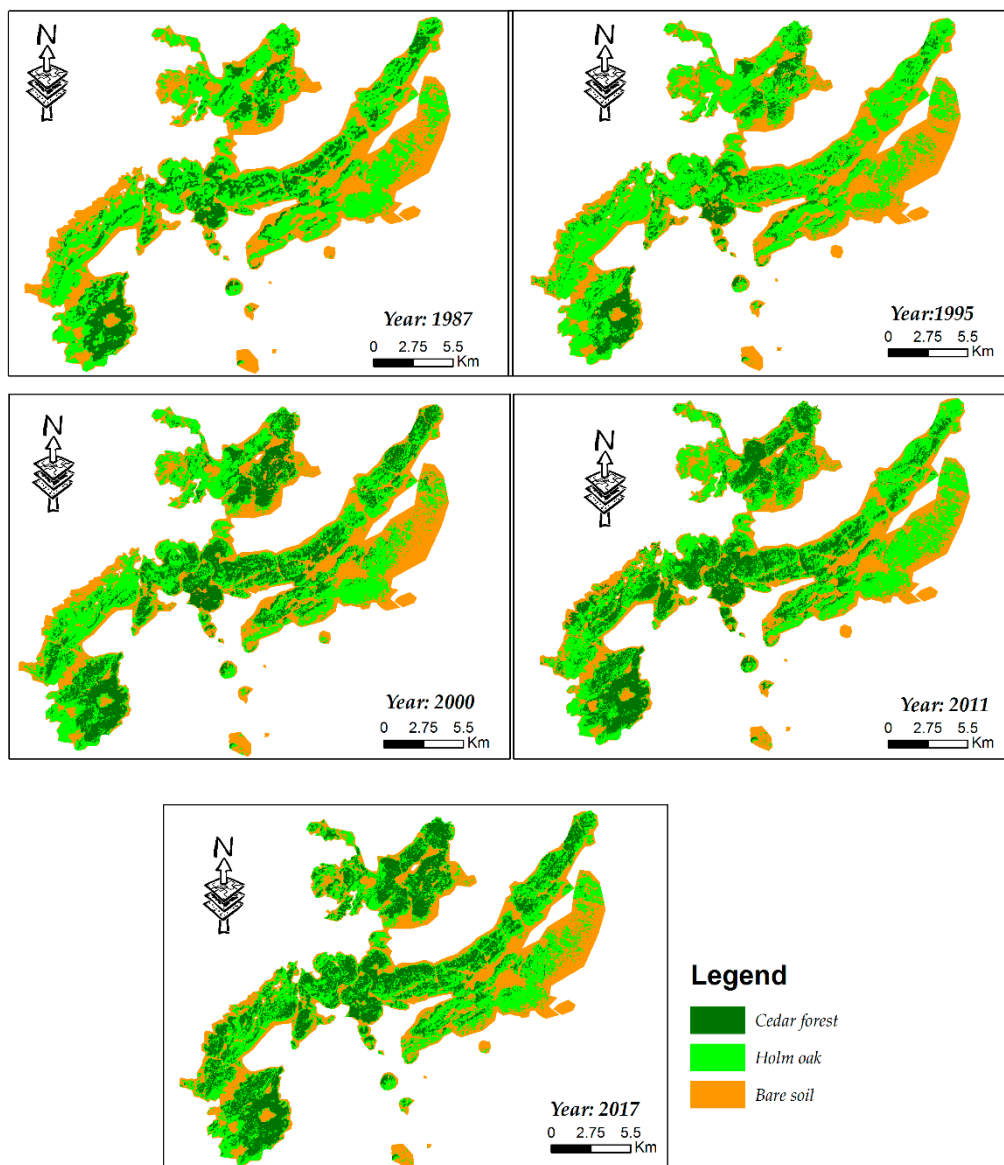 N
Year: 1987
0 2.75 5.5
Km
N
Year:1995
0 2.75 5.5
Km
N
Year: 2000
0 2.75 5.5
Km
N
Year: 2011
0 2.75 5.5
Km
N
Year: 2017
0 2.75 5.5
Km
Legend
Cedar forest
Holm oak
Bare soil